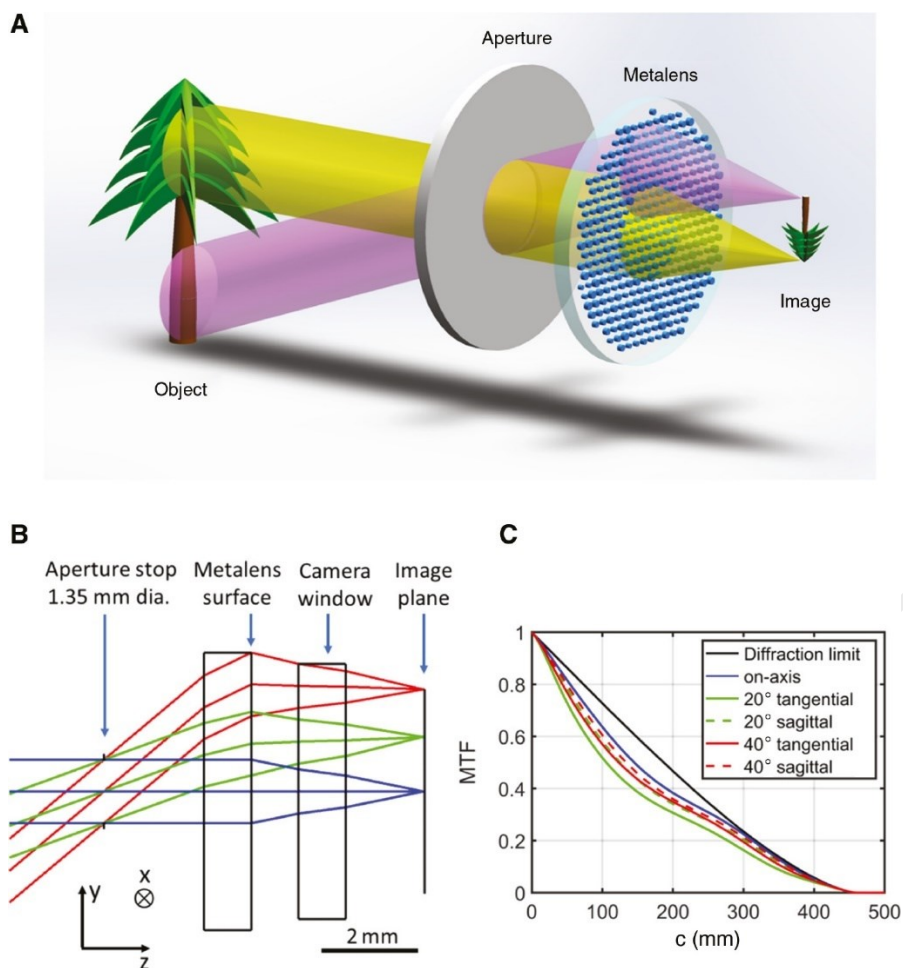 A
Aperture
Metalens
Image
Object
B
Aperture stop
1.35 mm dia.
Metalens
surface
Camera
window
Image
plane
y
x
z
2 mm
C
1
0.8
0.6
0.4
0.2
0
MTF
Diffraction limit
on-axis
20° tangential
20° sagittal
40° tangential
40° sagittal
0
100
200
300
400
500
c (mm)